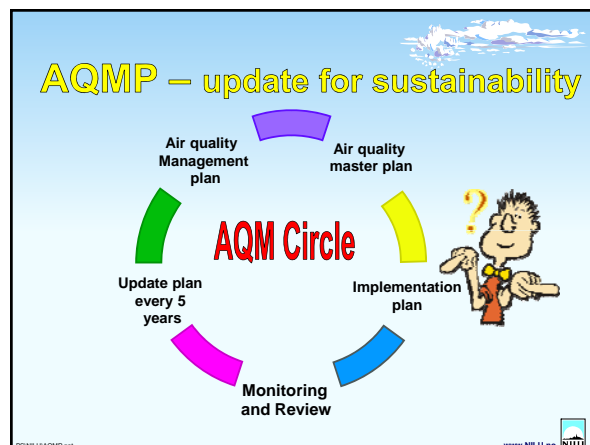 AQMP – update for sustainability
Air quality
Management
plan
Air quality
master plan
AQM Circle
?
Update plan
every 5
years
Implementation
plan
Monitoring
and Review
www.NILU.no
NILU